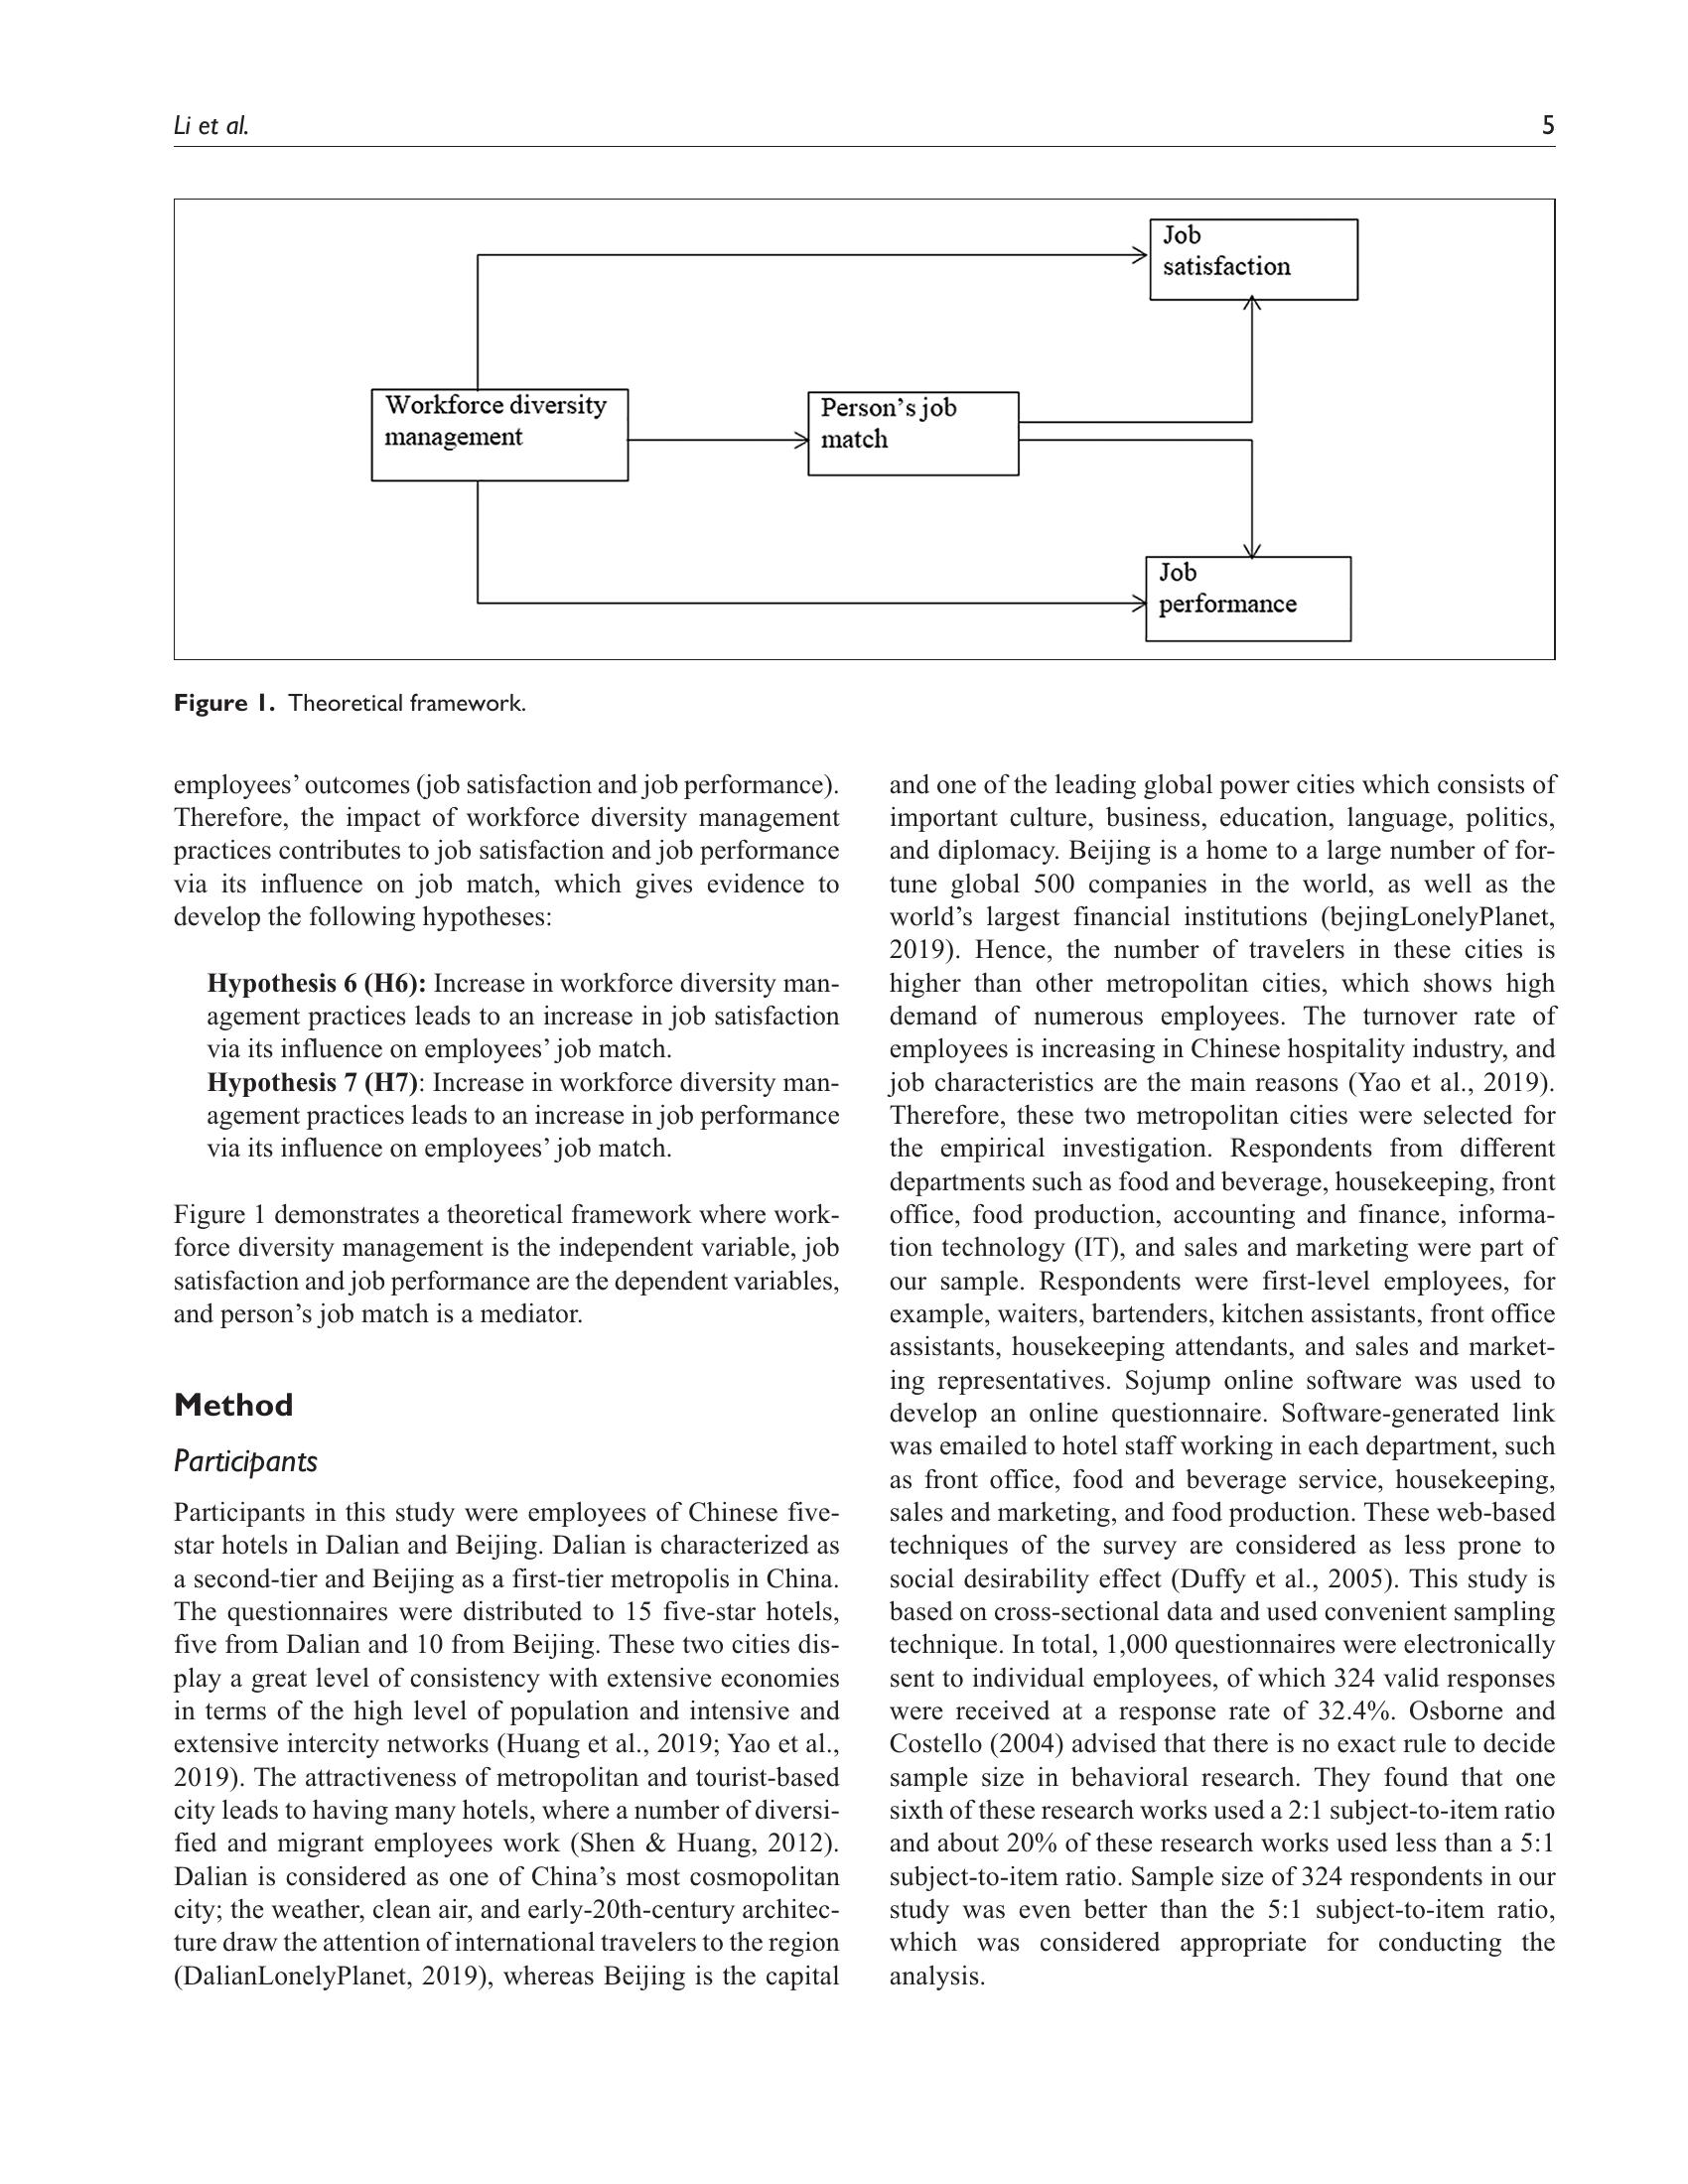 Li et al.
5
Job
satisfaction
Workforce diversity
management
Person's job
match
Job
performance
Figure 1. Theoretical framework.
employees' outcomes (job satisfaction and job performance).
Therefore, the impact of workforce diversity management
practices contributes to job satisfaction and job performance
via its influence on job match, which gives evidence to
develop the following hypotheses:
Hypothesis 6 (H6): Increase in workforce diversity man-
agement practices leads to an increase in job satisfaction
via its influence on employees' job match.
Hypothesis 7 (H7): Increase in workforce diversity man-
agement practices leads to an increase in job performance
via its influence on employees' job match.
Figure 1 demonstrates a theoretical framework where work-
force diversity management is the independent variable, job
satisfaction and job performance are the dependent variables,
and person's job match is a mediator.
Method
Participants
Participants in this study were employees of Chinese five-
star hotels in Dalian and Beijing. Dalian is characterized as
a second-tier and Beijing as a first-tier metropolis in China.
The questionnaires were distributed to 15 five-star hotels,
five from Dalian and 10 from Beijing. These two cities dis-
play a great level of consistency with extensive economies
in terms of the high level of population and intensive and
extensive intercity networks (Huang et al., 2019; Yao et al.,
2019). The attractiveness of metropolitan and tourist-based
city leads to having many hotels, where a number of diversi-
fied and migrant employees work (Shen & Huang, 2012).
Dalian is considered as one of China's most cosmopolitan
city; the weather, clean air, and early-20th-century architec-
ture draw the attention of international travelers to the region
(DalianLonelyPlanet, 2019), whereas Beijing is the capital
and one of the leading global power cities which consists of
important culture, business, education, language, politics,
and diplomacy. Beijing is a home to a large number of for-
tune global 500 companies in the world, as well as the
world's largest financial institutions (bejingLonelyPlanet,
2019). Hence, the number of travelers in these cities is
higher than other metropolitan cities, which shows high
demand of numerous employees. The turnover rate of
employees is increasing in Chinese hospitality industry, and
job characteristics are the main reasons (Yao et al., 2019).
Therefore, these two metropolitan cities were selected for
the empirical investigation. Respondents from different
departments such as food and beverage, housekeeping, front
office, food production, accounting and finance, informa-
tion technology (IT), and sales and marketing were part of
our sample. Respondents were first-level employees, for
example, waiters, bartenders, kitchen assistants, front office
assistants, housekeeping attendants, and sales and market-
ing representatives. Sojump online software was used to
develop an online questionnaire. Software-generated link
was emailed to hotel staff working in each department, such
as front office, food and beverage service, housekeeping,
sales and marketing, and food production. These web-based
techniques of the survey are considered as less prone to
social desirability effect (Duffy et al., 2005). This study is
based on cross-sectional data and used convenient sampling
technique. In total, 1,000 questionnaires were electronically
sent to individual employees, of which 324 valid responses
were received at a response rate of 32.4%. Osborne and
Costello (2004) advised that there is no exact rule to decide
sample size in behavioral research. They found that one
sixth of these research works used a 2:1 subject-to-item ratio
and about 20% of these research works used less than a 5:1
subject-to-item ratio. Sample size of 324 respondents in our
study was even better than the 5:1 subject-to-item ratio,
which was considered appropriate for conducting the
analysis.